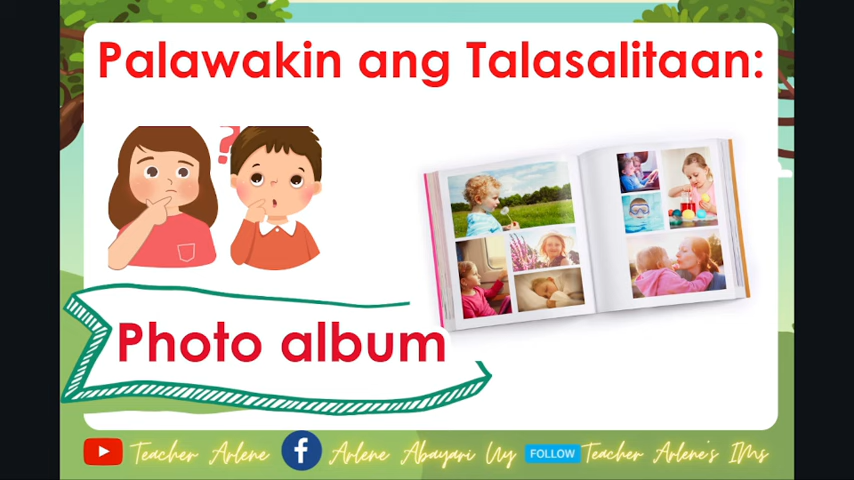 Palawakin ang Talasalitaan:
?
Photo album
Teacher Arlene f Arlene Abayari Uy FOLLOW Teacher Arlene's IMs